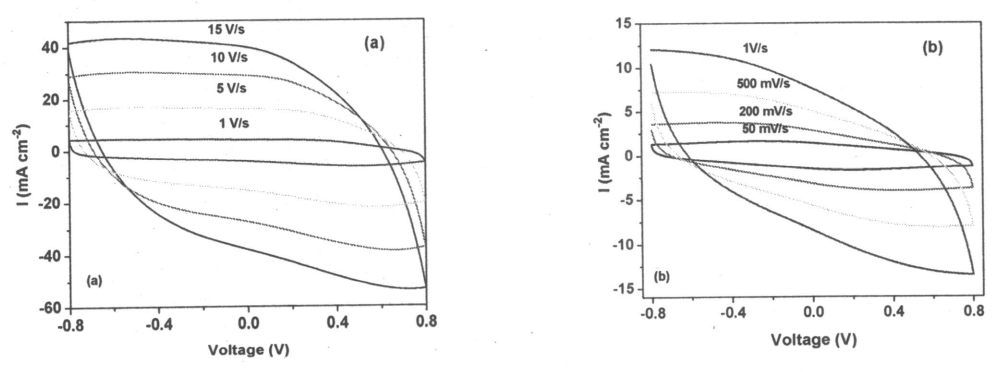 15 V/s
(a)
10 V/s
5 V/s
1 V/s
(a)
40
20
0
-20
-40
-60
-0.8
-0.4
0.0
0.4
0.8
I (mA cm-2)
Voltage (V)
1V/s
(b)
500 mV/s
200 mV/s
50 mV/s
(b)
15
10
5
0
-5
-10
-15
-0.8
-0.4
0.0
0.4
0.8
I (mA cm-2)
Voltage (V)